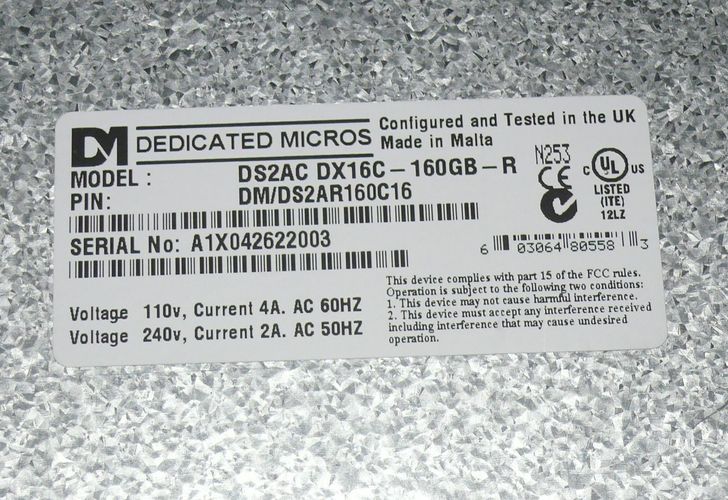 DM DEDICATED MICROS
Configured and Tested in the UK
Made in Malta
MODEL : DS2AC DX16C-160GB-R
PIN: DM/DS2AR160C16
N253
CE
C UL US
LISTED
(ITE)
12LZ
SERIAL No: A1X042622003
6 03064 80558 3
Voltage 110v, Current 4A. AC 60HZ
Voltage 240v, Current 2A. AC 50HZ
This device complies with part 15 of the FCC rules.
Operation is subject to the following two conditions:
1. This device may not cause harmful interference.
2. This device must accept any interference received
including interference that may cause undesired
operation.